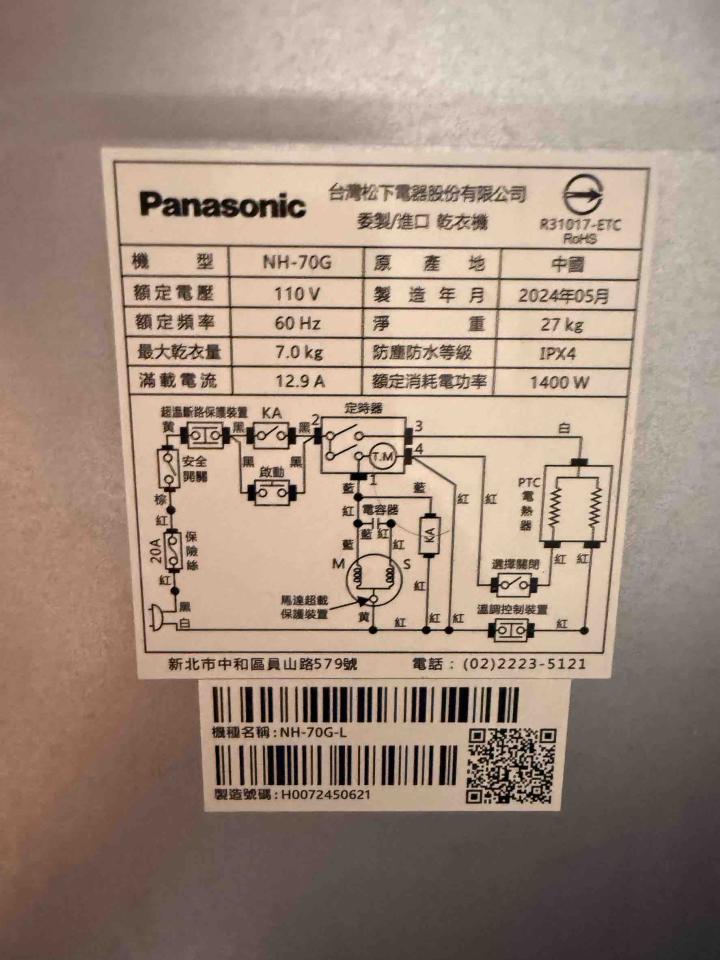 Panasonic 台灣松下電器股份有限公司
委製/進口 乾衣機
R31017-ETC
RoHS
機 型 NH-70G 原 產 地 中國
額定電壓 110 V 製 造 年 月 2024年05月
額定頻率 60 Hz 淨 重 27 kg
最大乾衣量 7.0 kg 防塵防水等級 IPX4
滿載電流 12.9 A 額定消耗電功率 1400 W
超溫斷路保護裝置 KA 定時器
黃 黑 黑 2 3 白
安全開關 黑 黑 T.M 4
啟動 1
棕 藍 藍 紅 紅 PTC電熱器
紅 紅 電容器
20A 保險絲 藍 紅 紅 KA
M S 選擇關閉 紅 紅
紅 馬達超載保護裝置 紅 溫調控制裝置
黑
白 黃 紅 紅 紅 紅
新北市中和區員山路579號 電話：(02)2223-5121
機種名稱：NH-70G-L
製造號碼：H0072450621